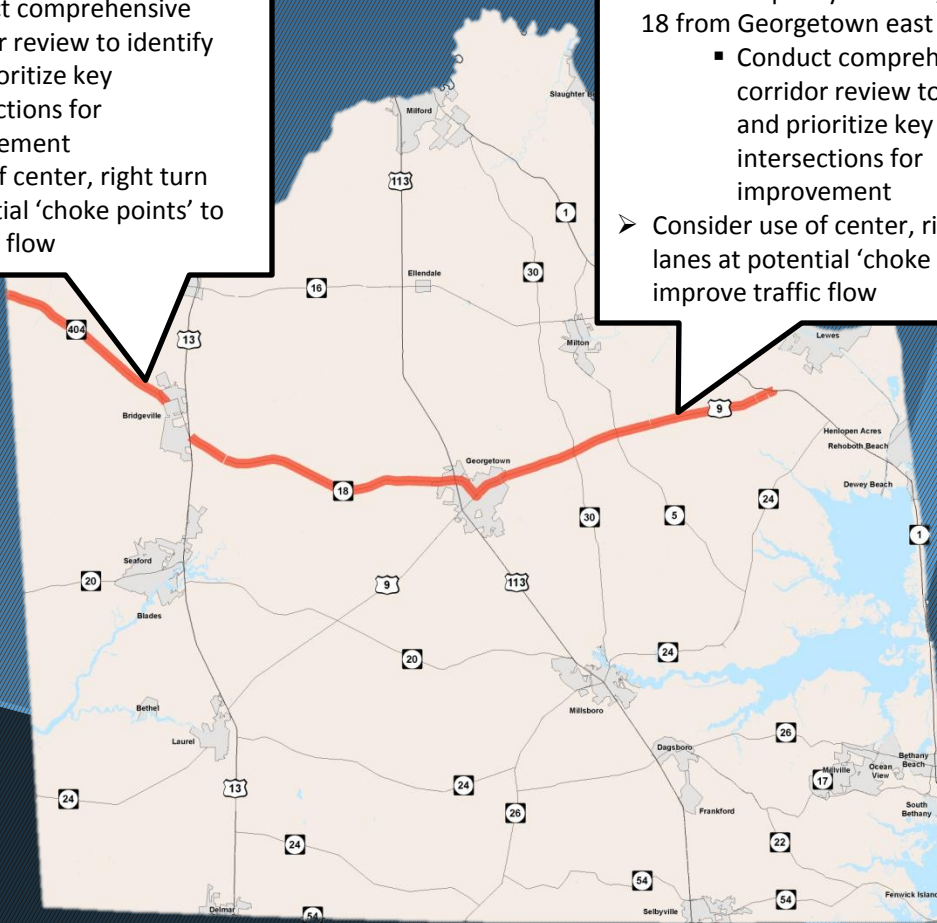 ct comprehensive
r review to identify
oritize key
ctions for
ement
f center, right turn
tial ‘choke points’ to
flow
18 from Georgetown east
▪ Conduct compreh
corridor review to
and prioritize key
intersections for
improvement
➢ Consider use of center, ri
lanes at potential ‘choke
improve traffic flow
Slaughter B
Milford
113
1
30
Ellendale
16
404
13
Milton
Lewes
Bridgeville
9
Henlopen Acres
Rehoboth Beach
Georgetown
Dewey Beach
18
24
30
5
1
Seaford
20
9
113
Blades
20
24
Bethel
Millsboro
Laurel
26
Dagsboro
Bethany
Beach
Ocean
View
Millville
17
13
24
24
26
Frankford
South
Bethany
24
22
54
54
Fenwick Island
Delmar
54
Selbyville